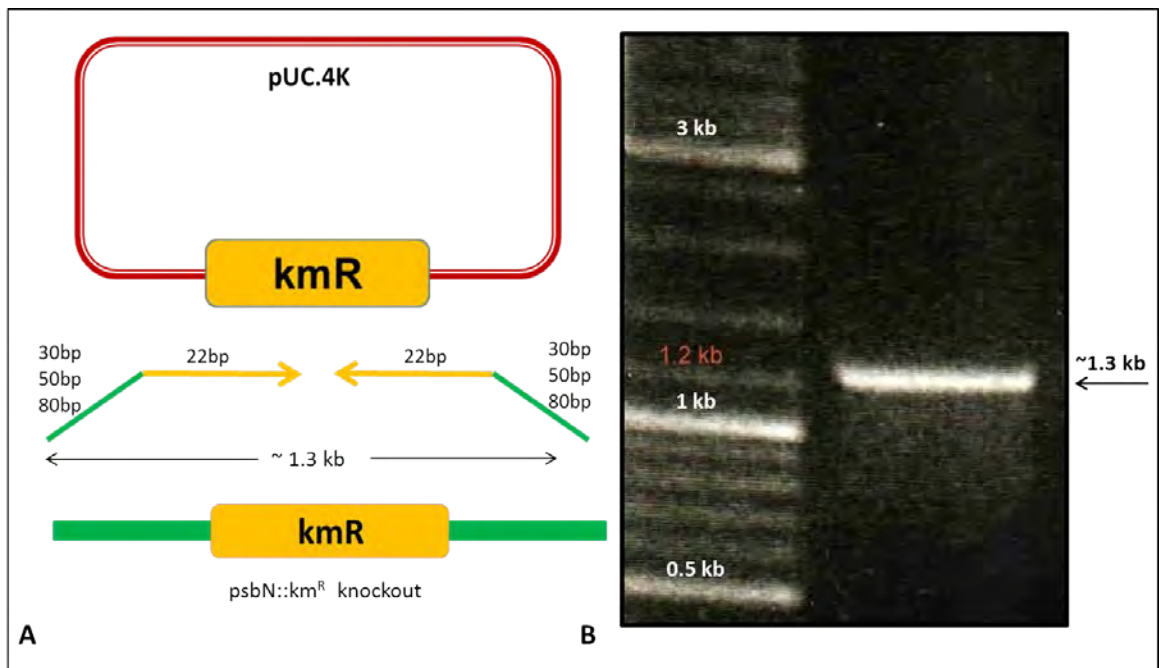 pUC.4K
kmR
30bp
50bp
80bp
22bp
22bp
30bp
50bp
80bp
~ 1.3 kb
kmR
psbN::kmᴿ knockout
A
3 kb
1.2 kb
1 kb
0.5 kb
~1.3 kb
B